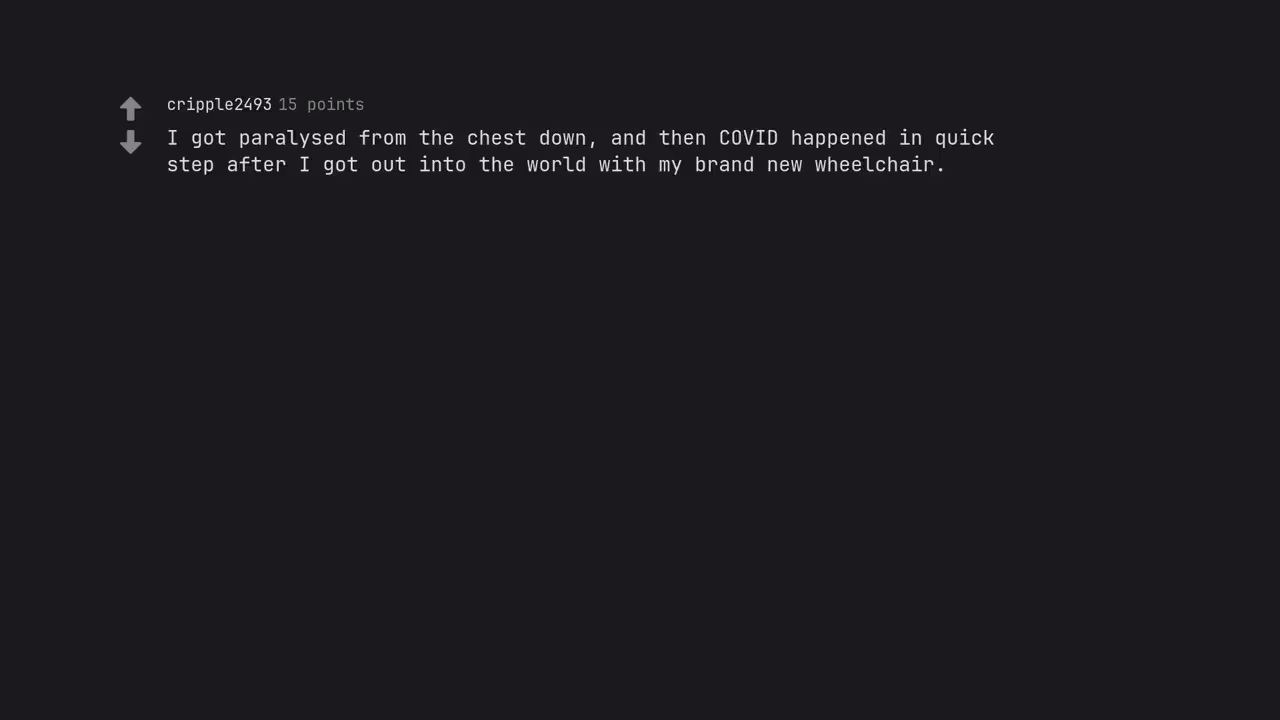 cripple2493 15 points
I got paralysed from the chest down, and then COVID happened in quick
step after I got out into the world with my brand new wheelchair.